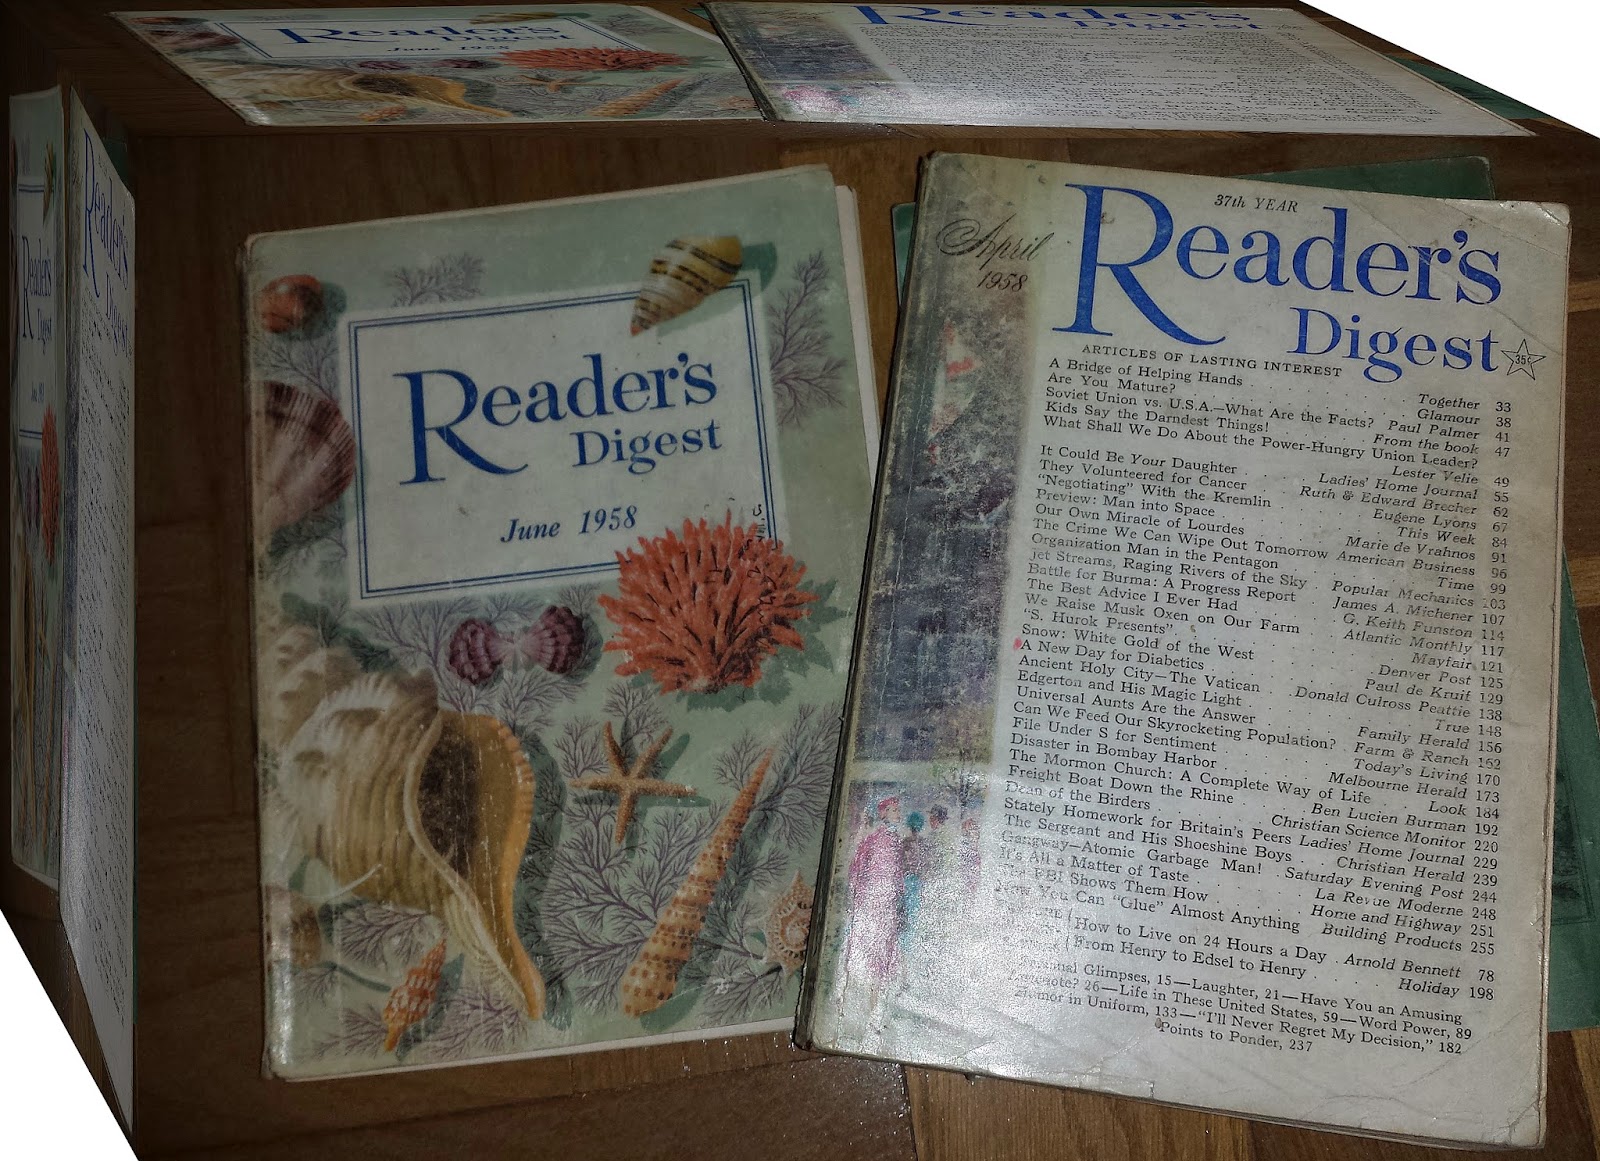 Reader's
Digest
June 1958
Reader's
Digest
Reader's
Digest
June 1958
37th YEAR
April
1958
Reader's
Digest
35¢
ARTICLES OF LASTING INTEREST
A Bridge of Helping Hands . . . . . Together 33
Are You Mature? . . . . . Glamour 38
Soviet Union vs. U.S.A.—What Are the Facts? Paul Palmer 41
Kids Say the Darndest Things! . . . From the book 47
What Shall We Do About the Power-Hungry Union Leader?
Lester Velie 49
It Could Be Your Daughter . . . Ladies' Home Journal 55
They Volunteered for Cancer . . Ruth & Edward Brecher 62
"Negotiating" With the Kremlin . . . Eugene Lyons 67
Preview: Man into Space . . . . This Week 84
Our Own Miracle of Lourdes . . . Marie de Vrahnos 91
The Crime We Can Wipe Out Tomorrow American Business 96
Organization Man in the Pentagon . . . . Time 99
Jet Streams, Raging Rivers of the Sky . Popular Mechanics 103
Battle for Burma: A Progress Report . James A. Michener 107
The Best Advice I Ever Had . . . G. Keith Funston 114
We Raise Musk Oxen on Our Farm . . Atlantic Monthly 117
"S. Hurok Presents" . . . . . Mayfair 121
Snow: White Gold of the West . . . Denver Post 125
A New Day for Diabetics . . . . Paul de Kruif 129
Ancient Holy City—The Vatican . . Donald Culross Peattie 138
Edgerton and His Magic Light . . . . True 148
Universal Aunts Are the Answer . . . Family Herald 156
Can We Feed Our Skyrocketing Population? . Farm & Ranch 162
File Under S for Sentiment . . . Today's Living 170
Disaster in Bombay Harbor . . . Melbourne Herald 173
The Mormon Church: A Complete Way of Life . . Look 184
Freight Boat Down the Rhine . . Ben Lucien Burman 192
Dean of the Birders . . Christian Science Monitor 220
Stately Homework for Britain's Peers Ladies' Home Journal 229
The Sergeant and His Shoeshine Boys . . Christian Herald 239
Gangway—Atomic Garbage Man! . Saturday Evening Post 244
It's All a Matter of Taste . . . La Revue Moderne 248
The FBI Shows Them How . . . Home and Highway 251
Now You Can "Glue" Almost Anything . Building Products 255
How to Live on 24 Hours a Day . Arnold Bennett 78
From Henry to Edsel to Henry . . . Holiday 198
Glimpses, 15—Laughter, 21—Have You an Amusing
26—Life in These United States, 59—Word Power, 89
Humor in Uniform, 133—"I'll Never Regret My Decision," 182
Points to Ponder, 237